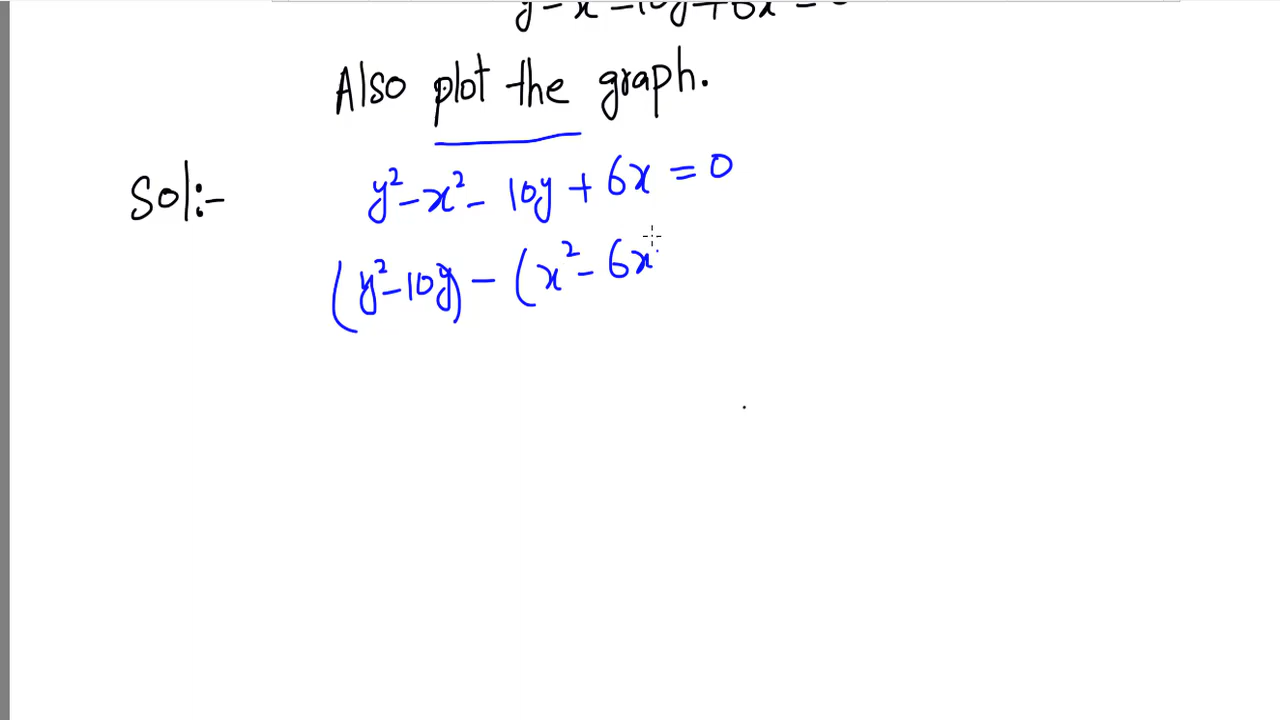 Also plot the graph.
Sol:- y² - x² - 10y + 6x = 0
(y² - 10y) - (x² - 6x